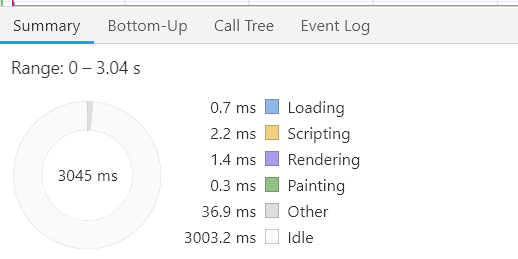 Summary Bottom-Up Call Tree Event Log
Range: 0 – 3.04 s
3045 ms
0.7 ms Loading
2.2 ms Scripting
1.4 ms Rendering
0.3 ms Painting
36.9 ms Other
3003.2 ms Idle